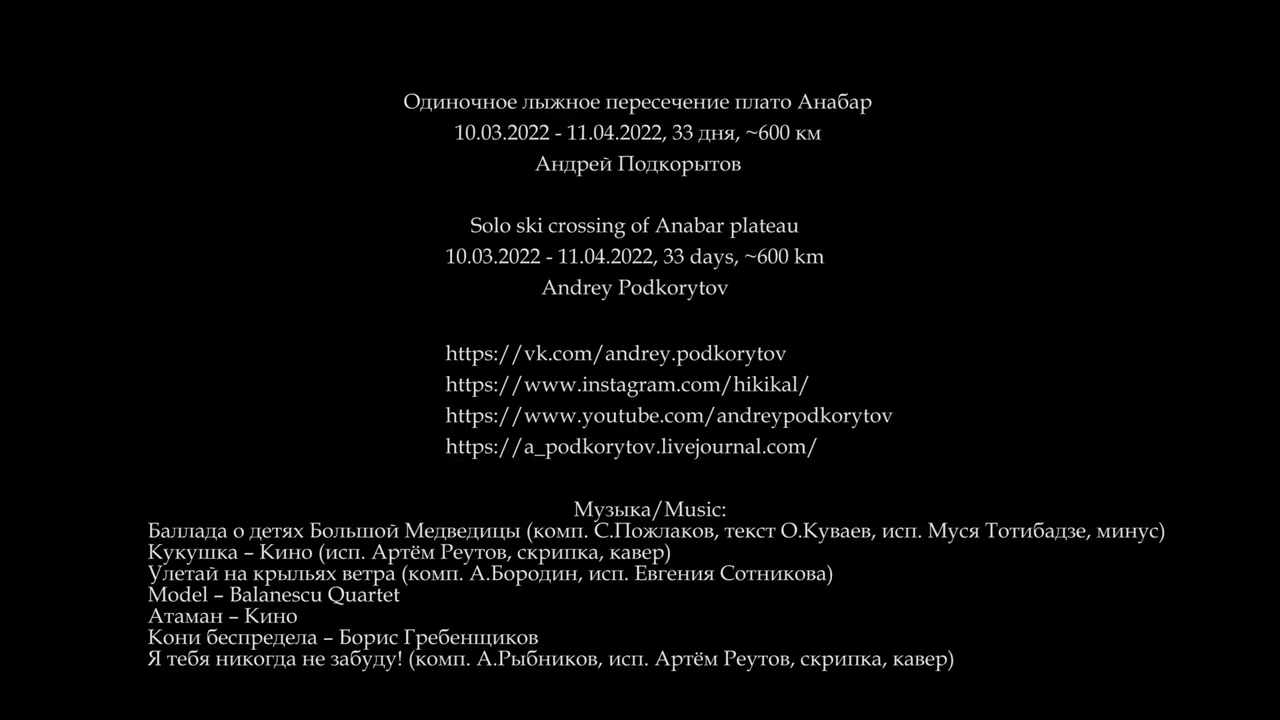 Одиночное лыжное пересечение плато Анабар
10.03.2022 - 11.04.2022, 33 дня, ~600 км
Андрей Подкорытов
Solo ski crossing of Anabar plateau
10.03.2022 - 11.04.2022, 33 days, ~600 km
Andrey Podkorytov
https://vk.com/andrey.podkorytov
https://www.instagram.com/hikikal/
https://www.youtube.com/andreypodkorytov
https://a_podkorytov.livejournal.com/
Музыка/Music:
Баллада о детях Большой Медведицы (комп. С.Пожлаков, текст О.Куваев, исп. Муся Тотибадзе, минус)
Кукушка – Кино (исп. Артём Реутов, скрипка, кавер)
Улетай на крыльях ветра (комп. А.Бородин, исп. Евгения Сотникова)
Model – Balanescu Quartet
Атаман – Кино
Кони беспредела – Борис Гребенщиков
Я тебя никогда не забуду! (комп. А.Рыбников, исп. Артём Реутов, скрипка, кавер)